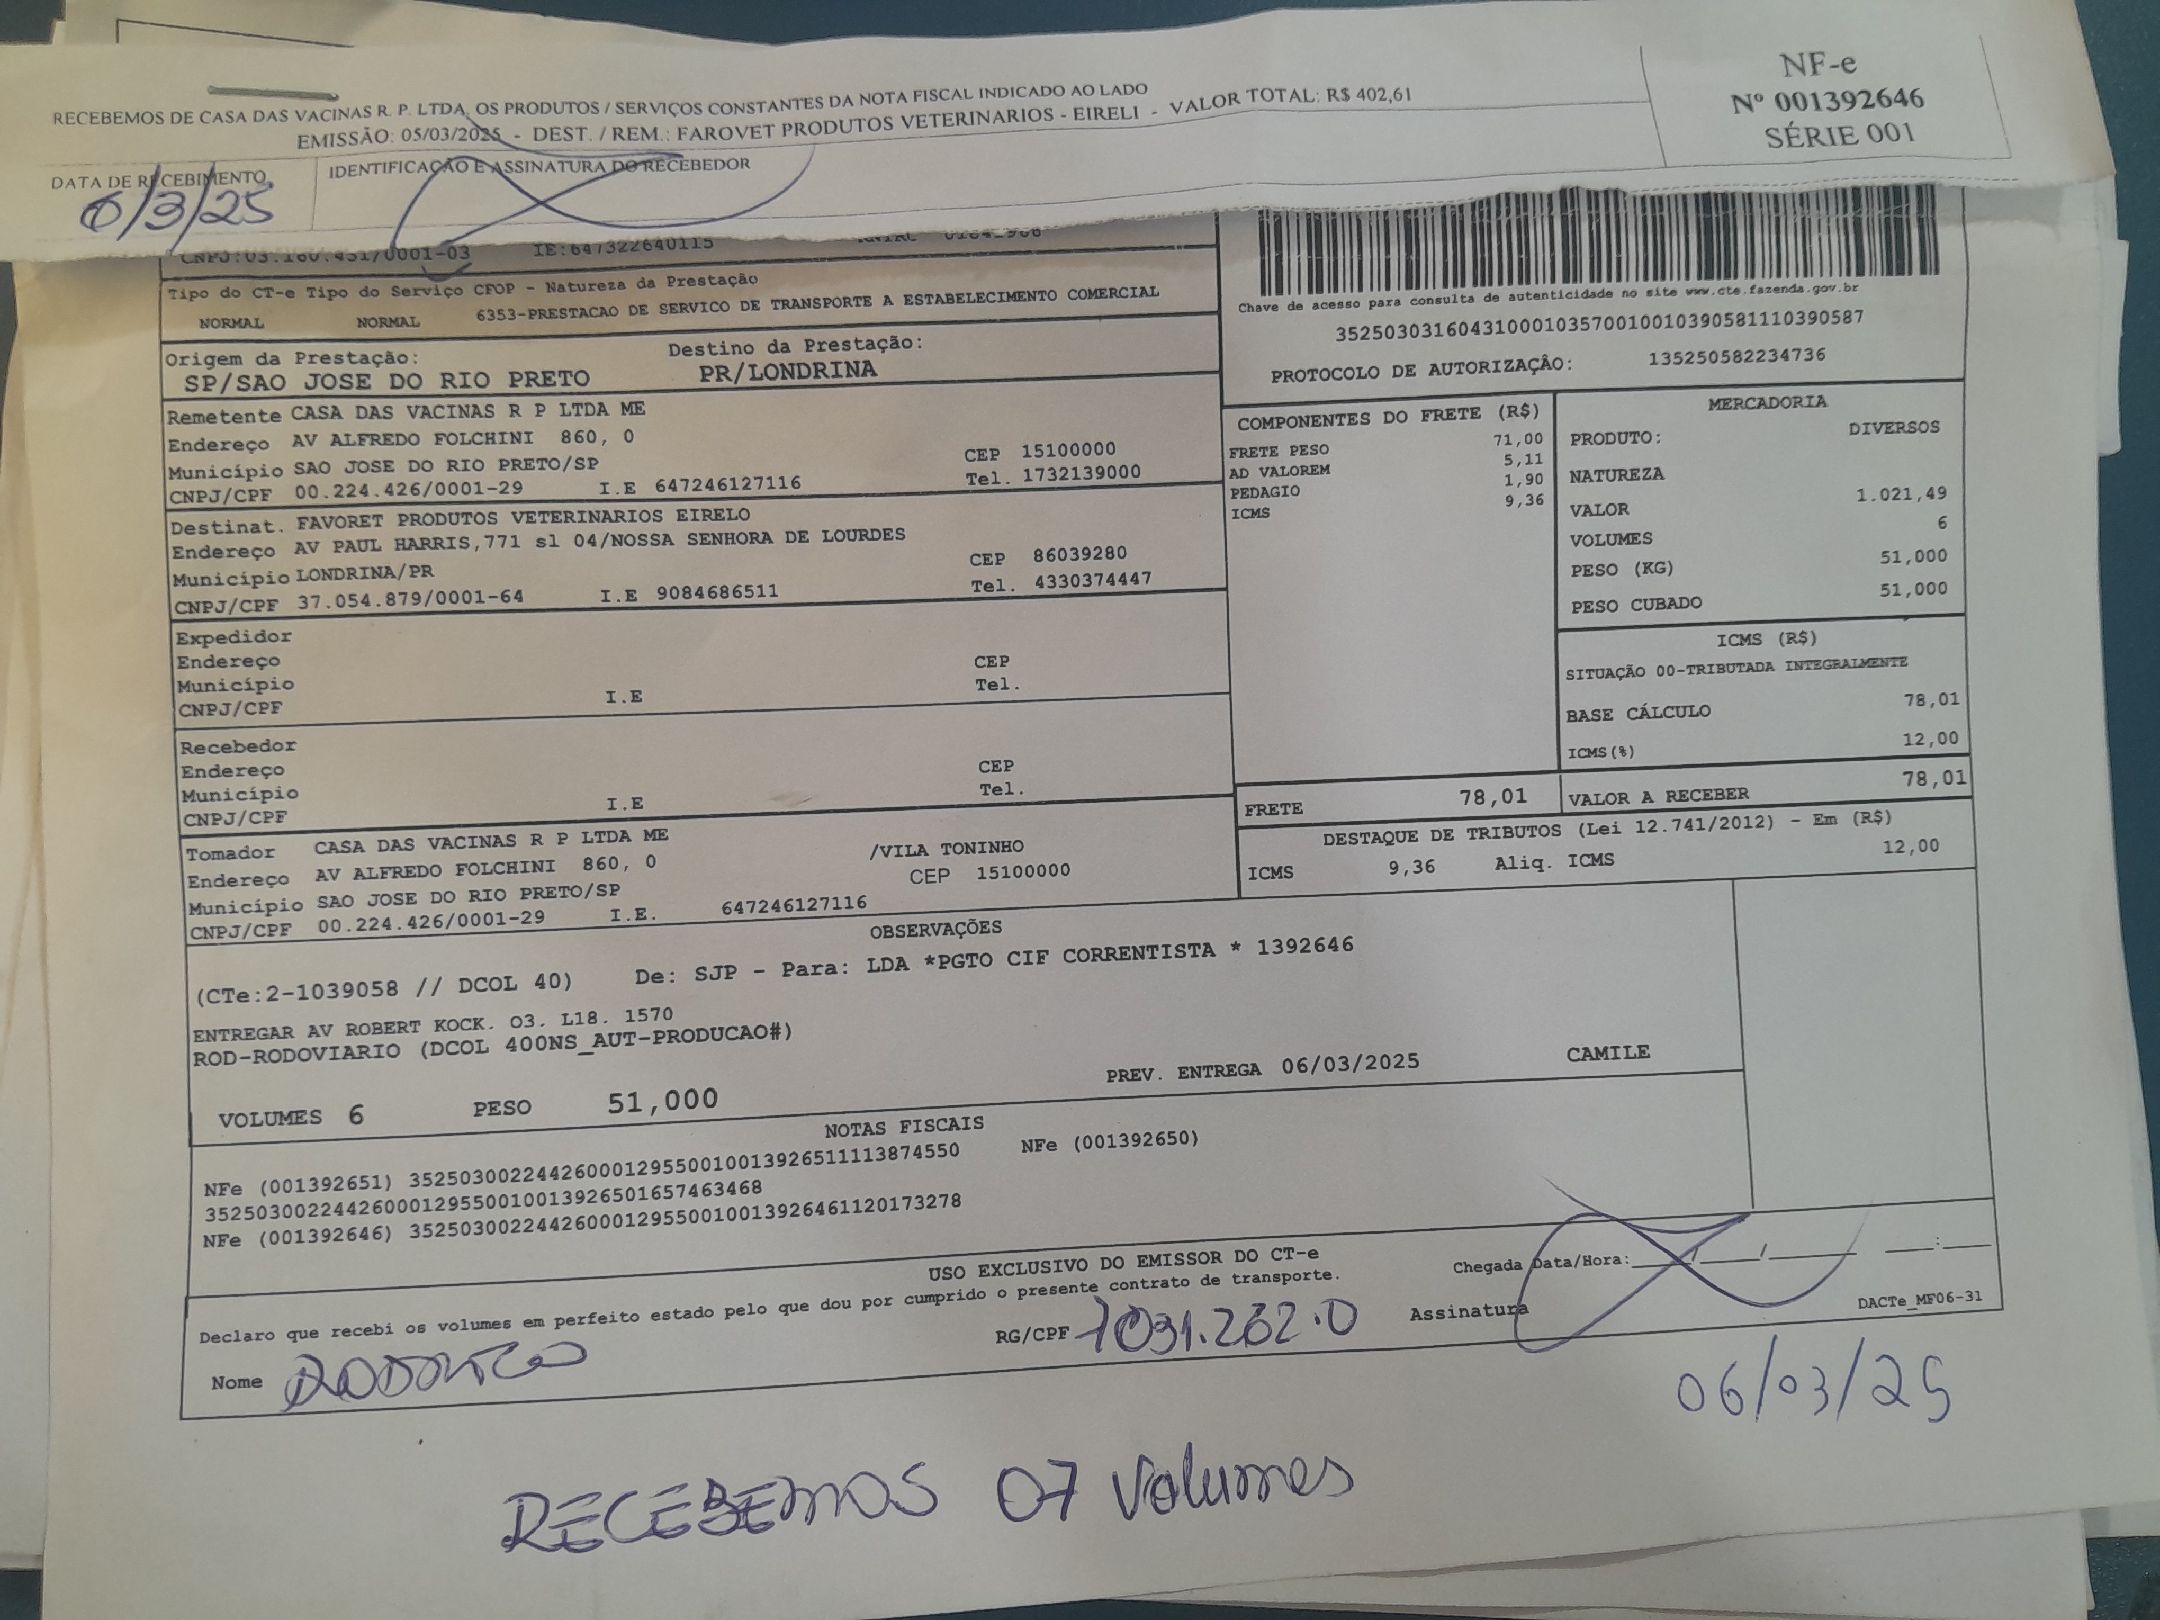 RECEBEMOS DE CASA DAS VACINAS R. P. LTDA. OS PRODUTOS / SERVIÇOS CONSTANTES DA NOTA FISCAL INDICADO AO LADO
EMISSÃO: 05/03/2025 - DEST. / REM.: FAROVET PRODUTOS VETERINARIOS - EIRELI - VALOR TOTAL: R$ 402,61
NF-e
Nº 001392646
SÉRIE 001
DATA DE RECEBIMENTO
6/3/25
IDENTIFICAÇÃO E ASSINATURA DO RECEBEDOR
CNPJ:03.160.431/0001-03 IE:647322640115
Tipo do CT-e Tipo do Serviço CFOP - Natureza da Prestação
NORMAL NORMAL 6353-PRESTACAO DE SERVICO DE TRANSPORTE A ESTABELECIMENTO COMERCIAL
Chave de acesso para consulta de autenticidade no site www.cte.fazenda.gov.br
35250303160431000103570010010390581110390587
PROTOCOLO DE AUTORIZAÇÂO: 135250582234736
Origem da Prestação: Destino da Prestação:
SP/SAO JOSE DO RIO PRETO PR/LONDRINA
Remetente CASA DAS VACINAS R P LTDA ME
Endereço AV ALFREDO FOLCHINI 860, 0 CEP 15100000
Município SAO JOSE DO RIO PRETO/SP Tel. 1732139000
CNPJ/CPF 00.224.426/0001-29 I.E 647246127116
Destinat. FAVORET PRODUTOS VETERINARIOS EIRELO
Endereço AV PAUL HARRIS,771 sl 04/NOSSA SENHORA DE LOURDES CEP 86039280
Município LONDRINA/PR Tel. 4330374447
CNPJ/CPF 37.054.879/0001-64 I.E 9084686511
Expedidor
Endereço CEP
Município Tel.
CNPJ/CPF I.E
Recebedor
Endereço CEP
Município Tel.
CNPJ/CPF I.E
Tomador CASA DAS VACINAS R P LTDA ME /VILA TONINHO
Endereço AV ALFREDO FOLCHINI 860, 0 CEP 15100000
Município SAO JOSE DO RIO PRETO/SP
CNPJ/CPF 00.224.426/0001-29 I.E. 647246127116
COMPONENTES DO FRETE (R$)
FRETE PESO 71,00
AD VALOREM 5,11
PEDAGIO 1,90
ICMS 9,36
MERCADORIA
PRODUTO: DIVERSOS
NATUREZA
VALOR 1.021,49
VOLUMES 6
PESO (KG) 51,000
PESO CUBADO 51,000
ICMS (R$)
SITUAÇÃO 00-TRIBUTADA INTEGRALMENTE
BASE CÁLCULO 78,01
ICMS(%) 12,00
FRETE 78,01 VALOR A RECEBER 78,01
DESTAQUE DE TRIBUTOS (Lei 12.741/2012) - Em (R$)
ICMS 9,36 Aliq. ICMS 12,00
OBSERVAÇÕES
(CTe:2-1039058 // DCOL 40) De: SJP - Para: LDA *PGTO CIF CORRENTISTA * 1392646
ENTREGAR AV ROBERT KOCK. O3. L18. 1570
ROD-RODOVIARIO (DCOL 400NS_AUT-PRODUCAO#)
PREV. ENTREGA 06/03/2025 CAMILE
VOLUMES 6 PESO 51,000
NOTAS FISCAIS
NFe (001392651) 35250300224426000129550010013926511113874550 NFe (001392650)
35250300224426000129550010013926501657463468
NFe (001392646) 35250300224426000129550010013926461120173278
USO EXCLUSIVO DO EMISSOR DO CT-e
Declaro que recebi os volumes em perfeito estado pelo que dou por cumprido o presente contrato de transporte.
Chegada Data/Hora:____/____/______ ___:___
Nome RG/CPF 1031.262.0 Assinatura
DACTe_MF06-31
06/03/25
RECEBEMOS 07 Volumes